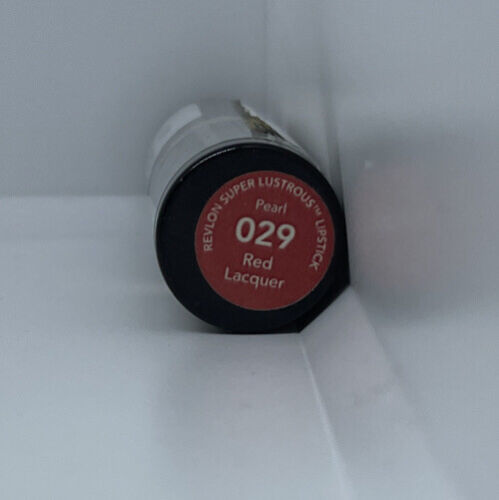 REVLON SUPER LUSTROUS™ LIPSTICK
Pearl
029
Red
Lacquer